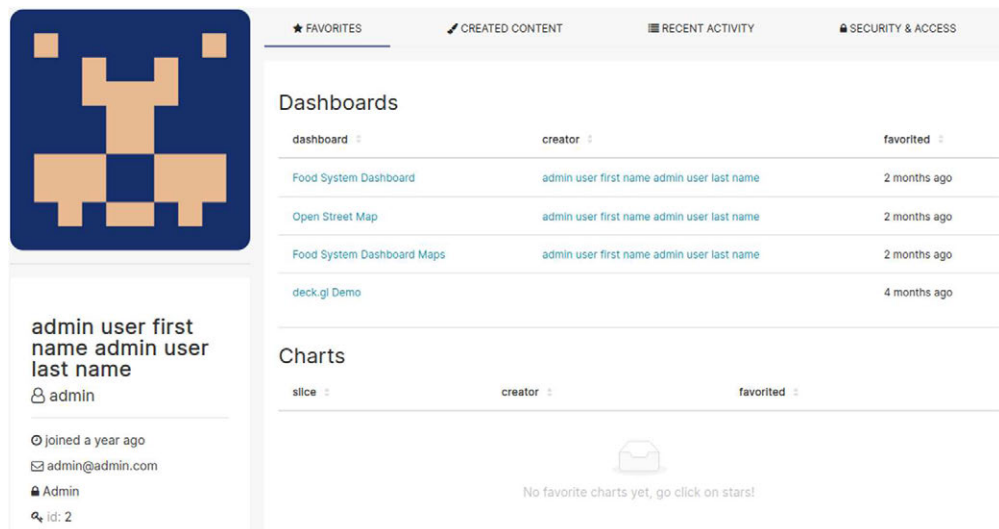 FAVORITES CREATED CONTENT RECENT ACTIVITY SECURITY & ACCESS
Dashboards
dashboard creator favorited
Food System Dashboard admin user first name admin user last name 2 months ago
Open Street Map admin user first name admin user last name 2 months ago
Food System Dashboard Maps admin user first name admin user last name 2 months ago
deck.gl Demo 4 months ago
Charts
slice creator favorited
No favorite charts yet, go click on stars!
admin user first
name admin user
last name
admin
joined a year ago
admin@admin.com
Admin
id: 2